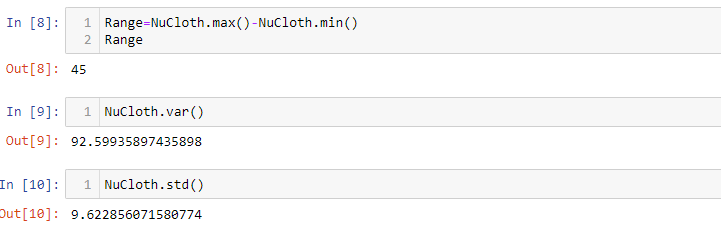 In [8]: 1 Range=NuCloth.max()-NuCloth.min()
2 Range
Out[8]: 45
In [9]: 1 NuCloth.var()
Out[9]: 92.59935897435898
In [10]: 1 NuCloth.std()
Out[10]: 9.622856071580774